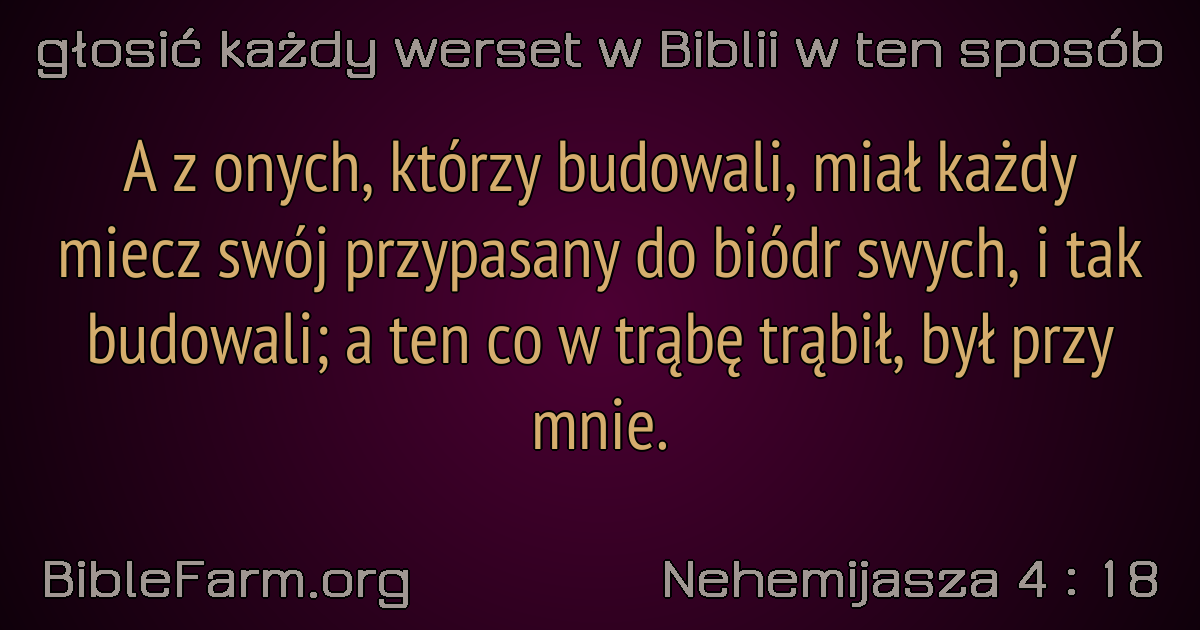 głosić każdy werset w Biblii w ten sposób
A z onych, którzy budowali, miał każdy
miecz swój przypasany do biódr swych, i tak
budowali; a ten co w trąbę trąbił, był przy
mnie.
BibleFarm.org
Nehemijasza 4 : 18